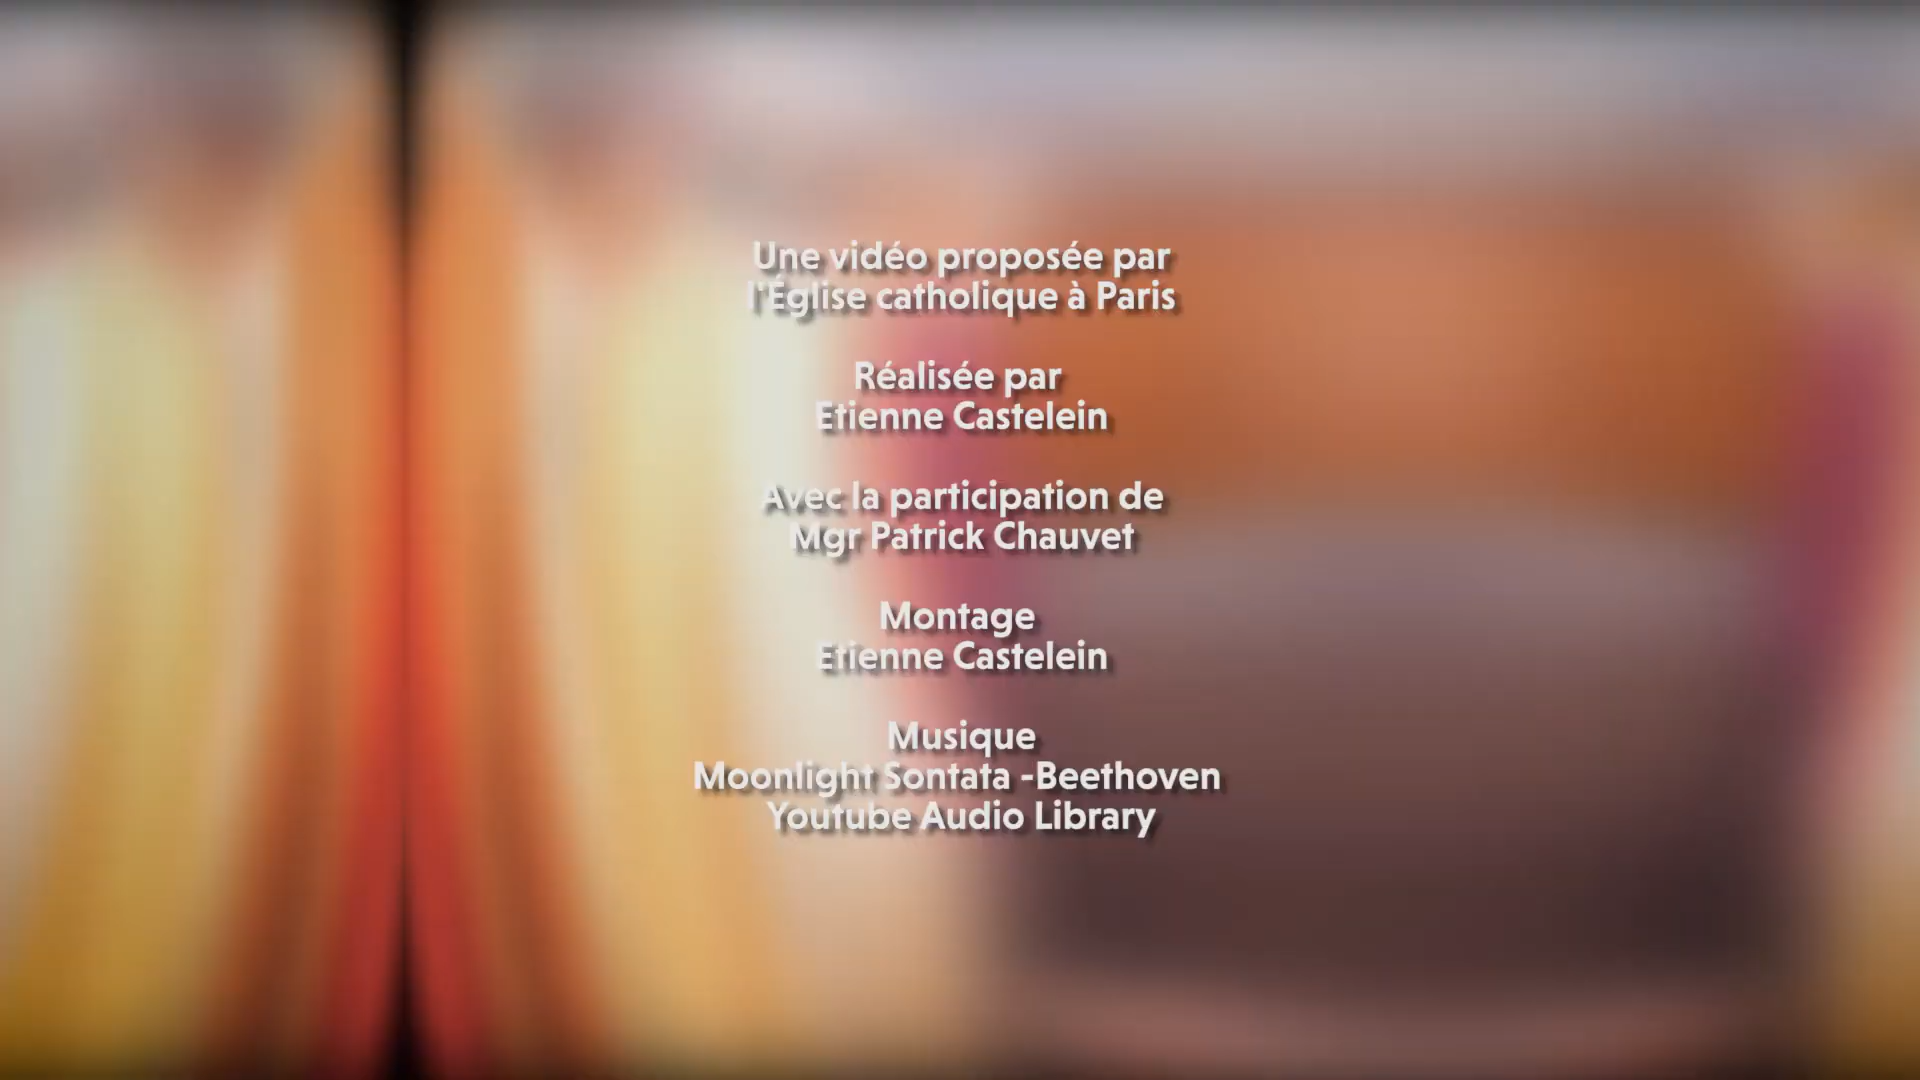 Une vidéo proposée par
l'Église catholique à Paris
Réalisée par
Etienne Castelein
Avec la participation de
Mgr Patrick Chauvet
Montage
Etienne Castelein
Musique
Moonlight Sontata -Beethoven
Youtube Audio Library